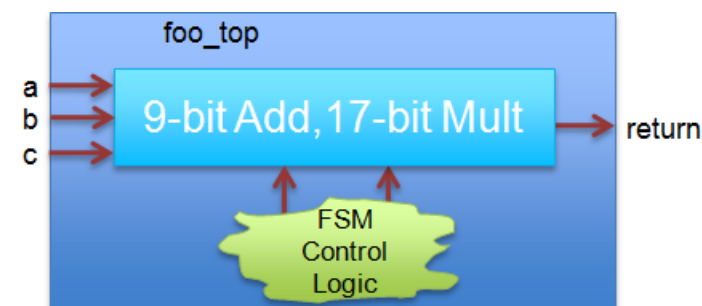 foo_top
a
b
c
9-bit Add, 17-bit Mult
return
FSM
Control
Logic